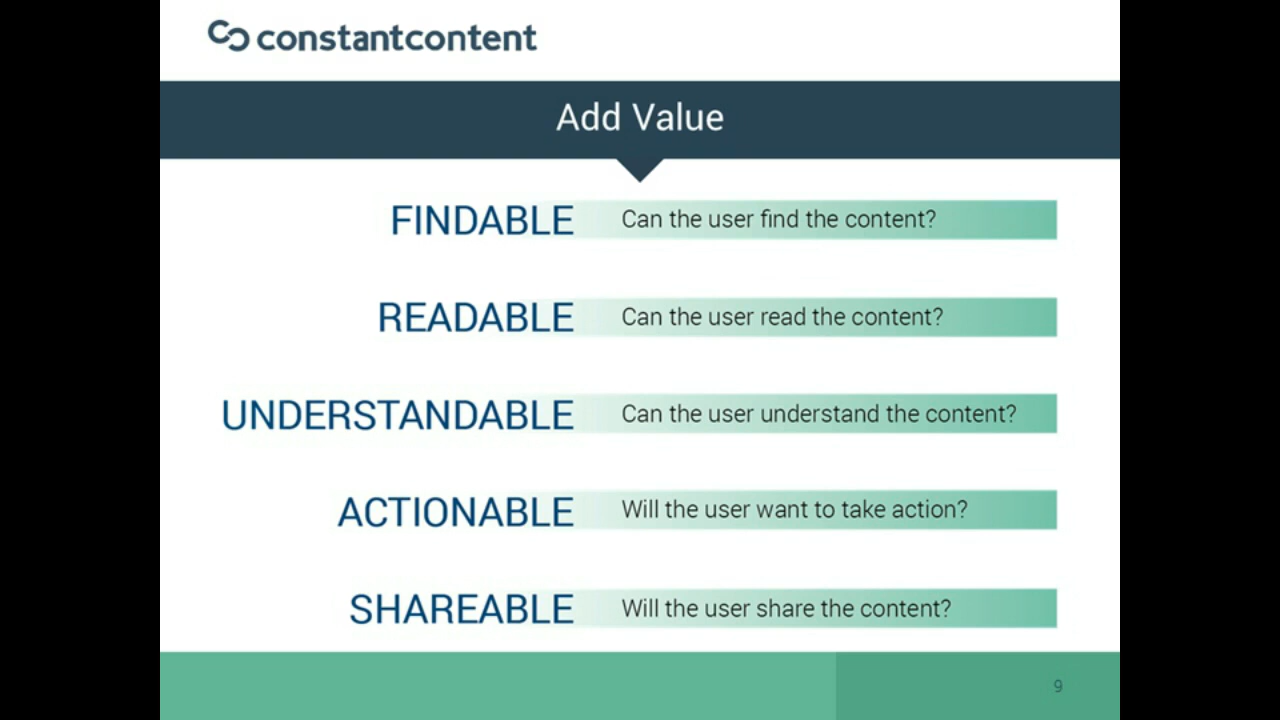 constantcontent
Add Value
FINDABLE Can the user find the content?
READABLE Can the user read the content?
UNDERSTANDABLE Can the user understand the content?
ACTIONABLE Will the user want to take action?
SHAREABLE Will the user share the content?
9